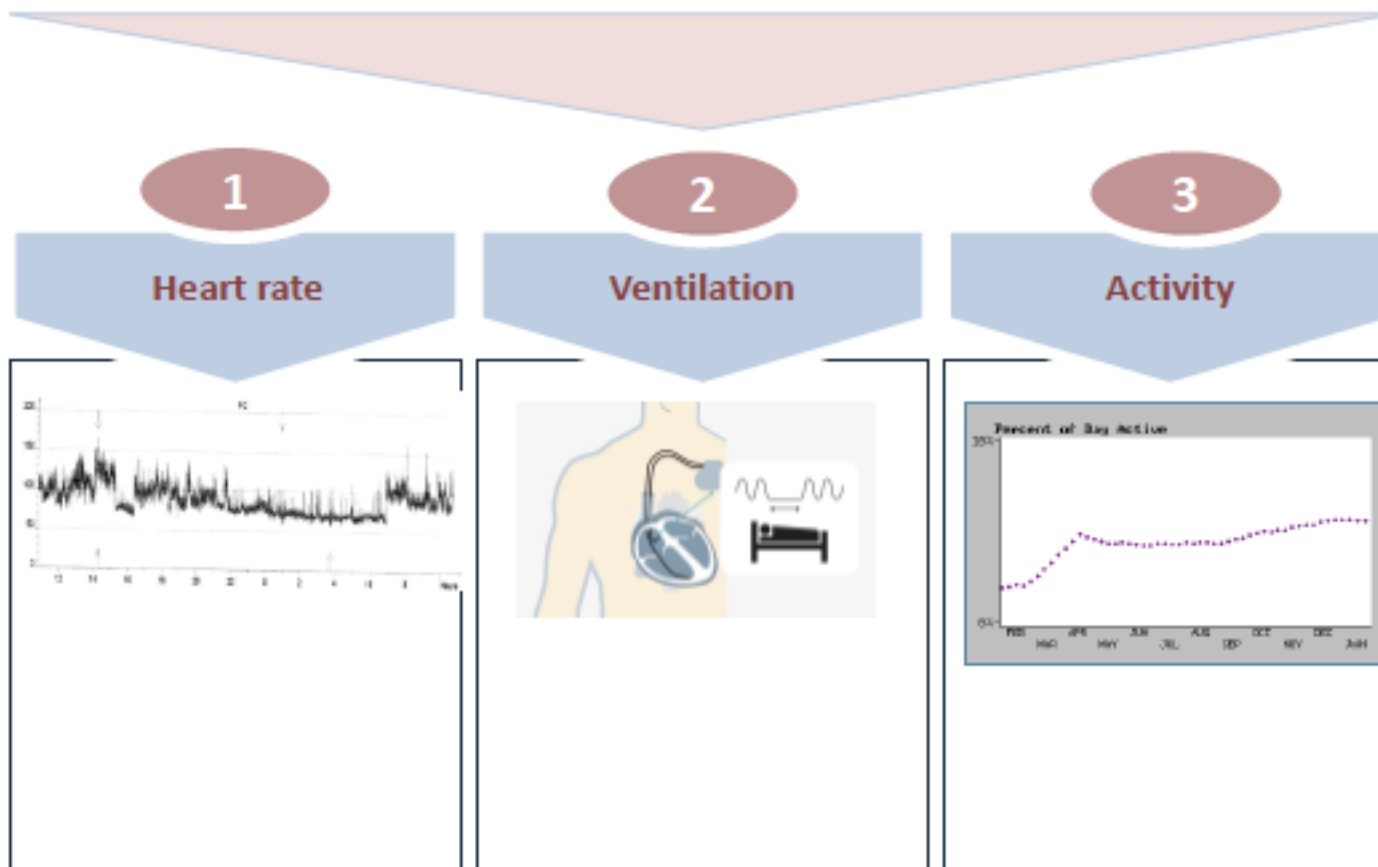 1
2
3
Heart rate
Ventilation
Activity
Percent of Day Active
FEB
APR
JUN
AUG
OCT
DEC
MAR
MAY
JUL
SEP
NOV
JAN